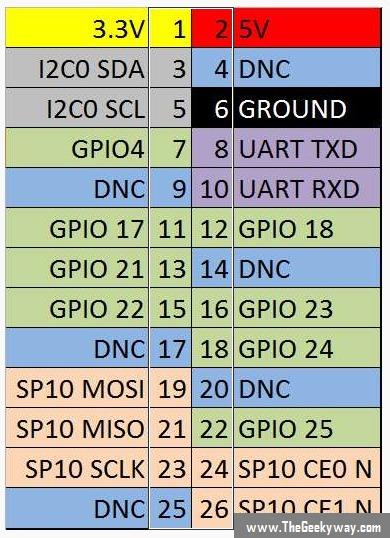 3.3V 1 2 5V
I2C0 SDA 3 4 DNC
I2C0 SCL 5 6 GROUND
GPIO4 7 8 UART TXD
DNC 9 10 UART RXD
GPIO 17 11 12 GPIO 18
GPIO 21 13 14 DNC
GPIO 22 15 16 GPIO 23
DNC 17 18 GPIO 24
SP10 MOSI 19 20 DNC
SP10 MISO 21 22 GPIO 25
SP10 SCLK 23 24 SP10 CE0 N
DNC 25 26 SP10 CE1 N
www.TheGeekyway.com